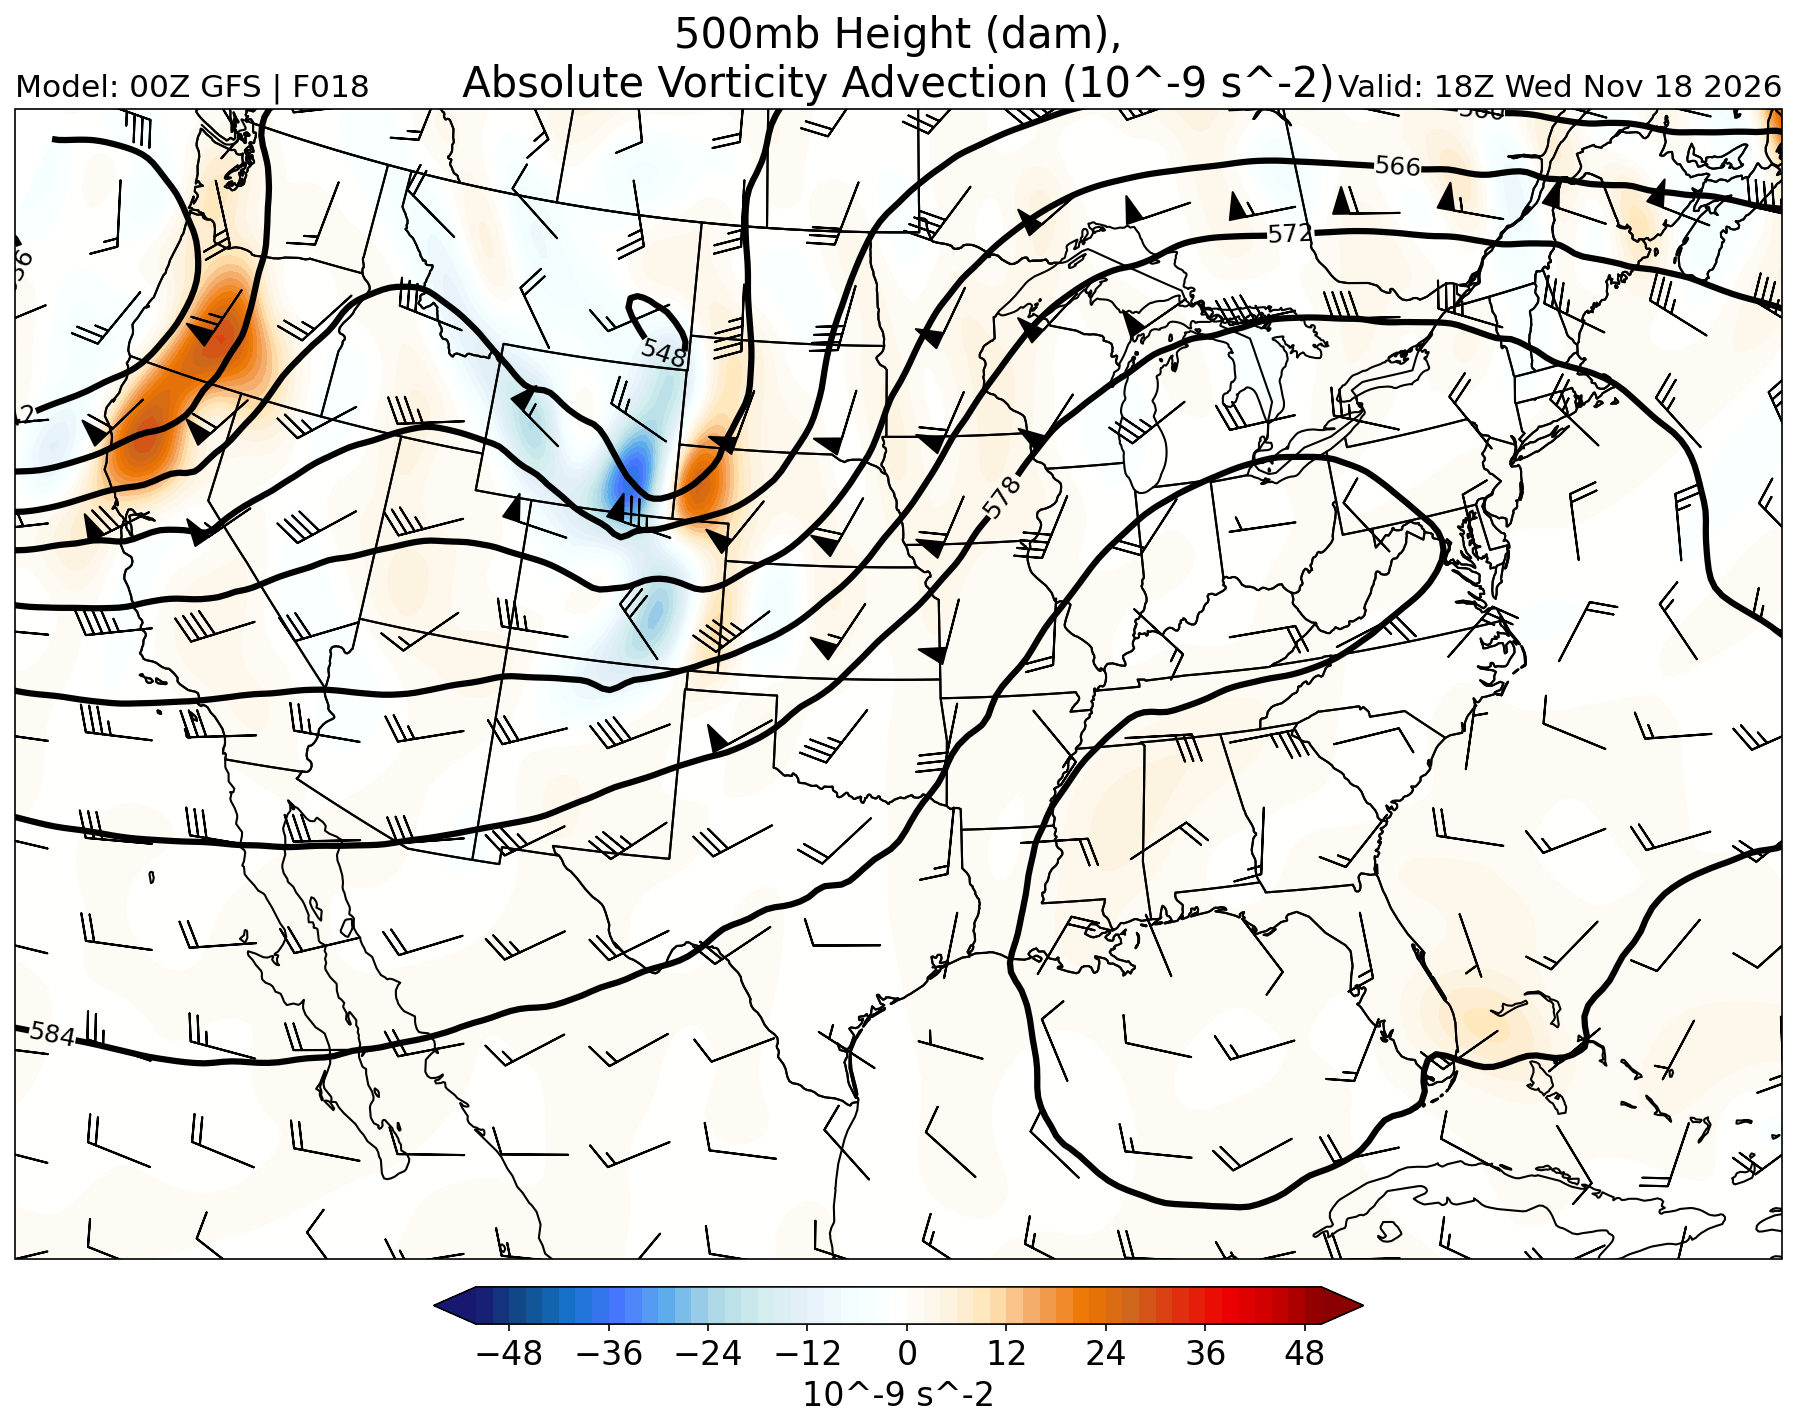 500mb Height (dam),
Absolute Vorticity Advection (10^-9 s^-2)
Model: 00Z GFS | F018
Valid: 18Z Wed Nov 18 2026
566
572
548
578
584
−48 −36 −24 −12 0 12 24 36 48
10^-9 s^-2